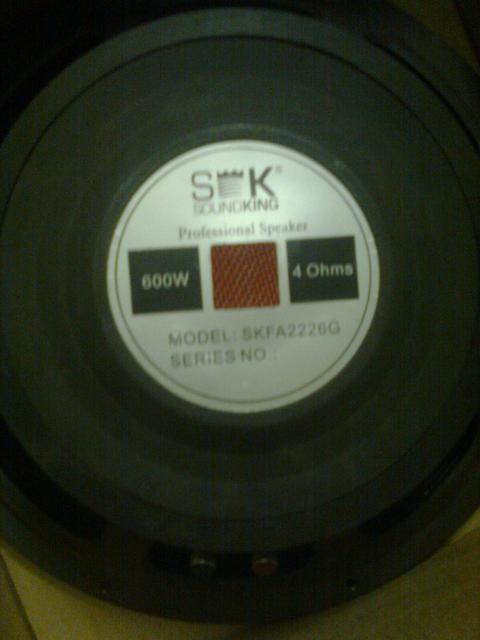 SK®
SOUNDKING
Professional Speaker
600W
4 Ohms
MODEL: SKFA2226G
SERIES NO.: